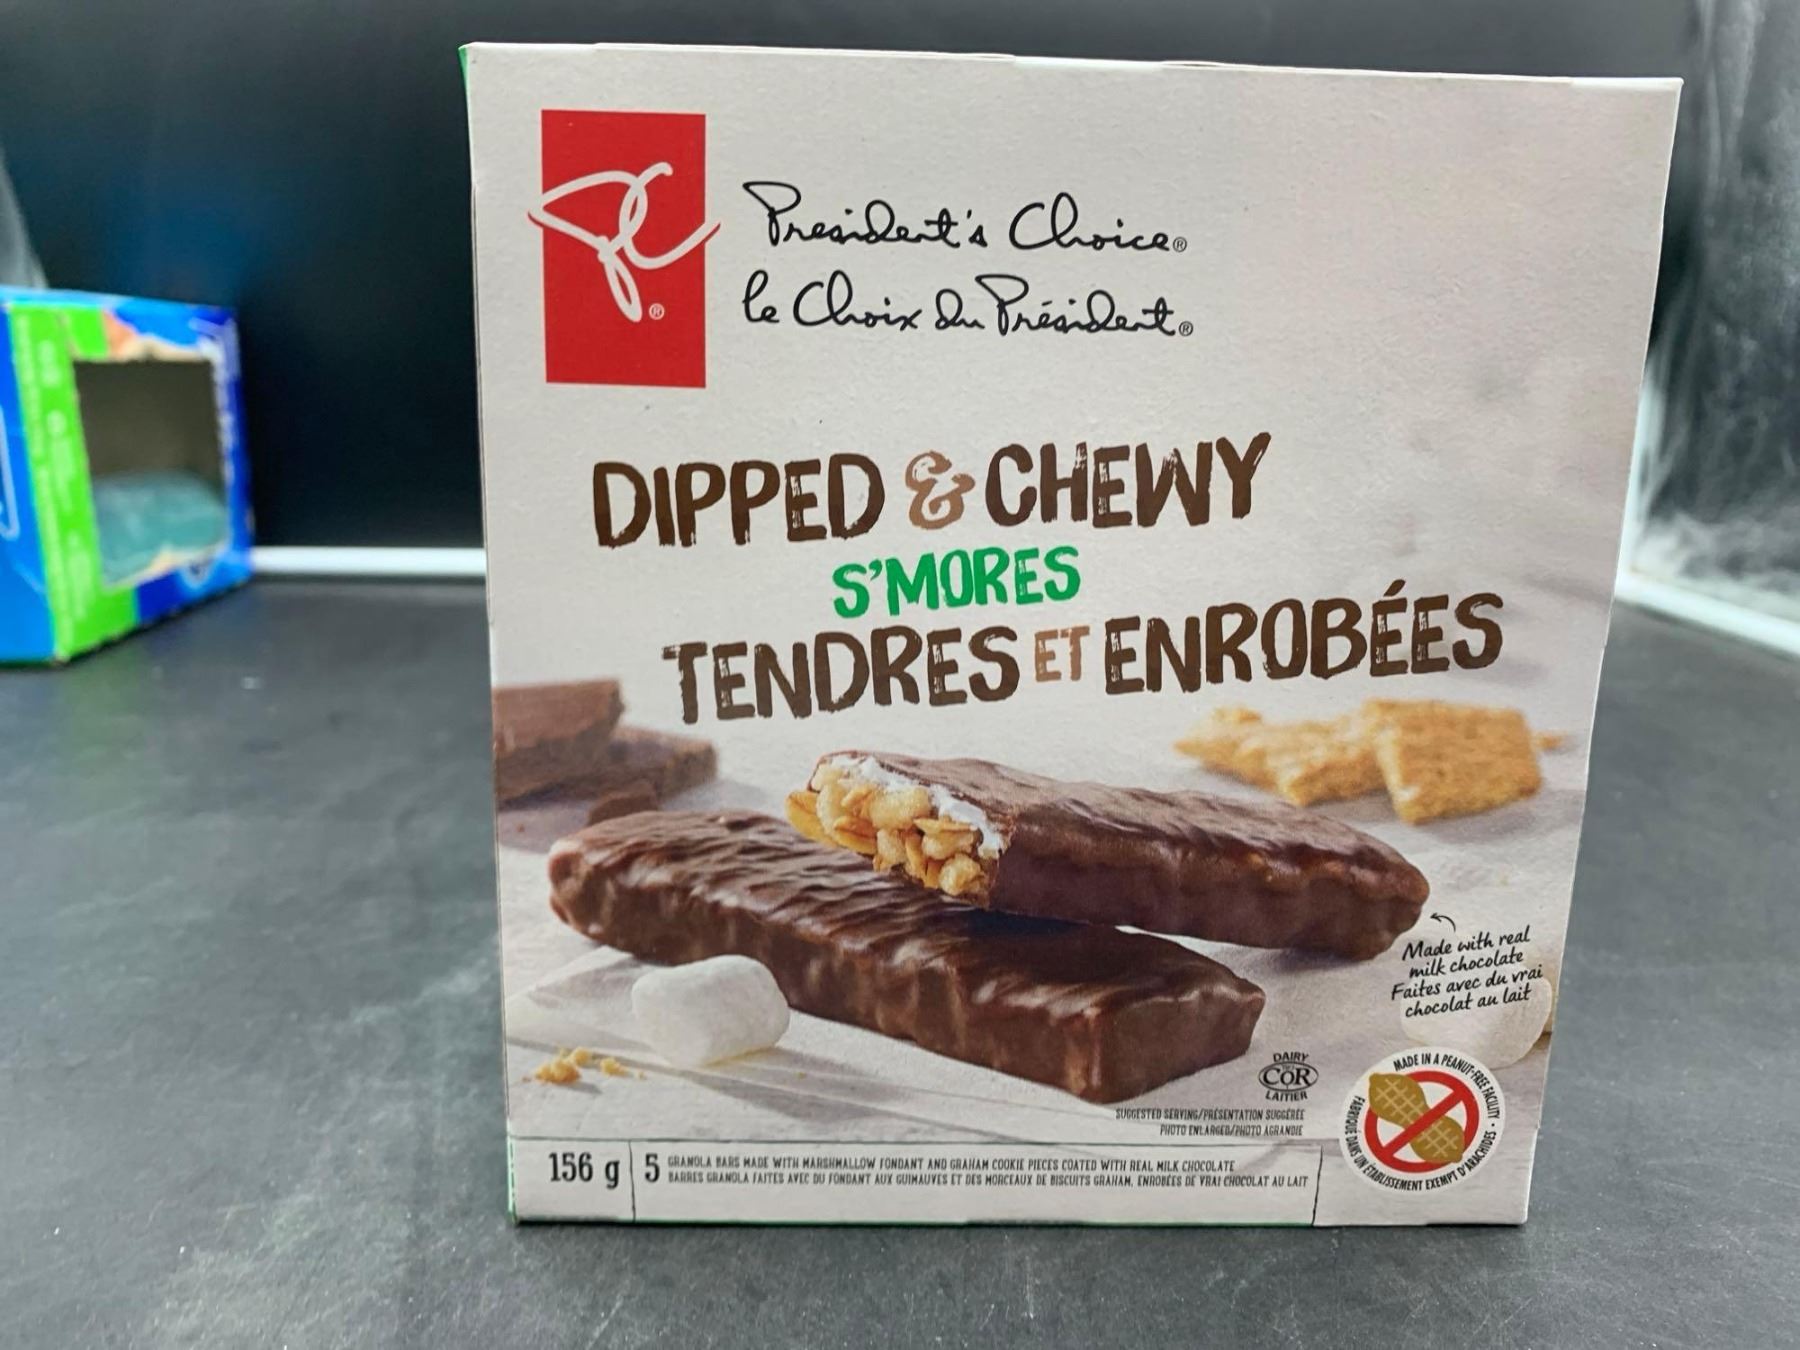 President's Choice®
le Choix du Président®
DIPPED & CHEWY
S'MORES
TENDRES ET ENROBÉES
Made with real
milk chocolate
Faites avec du vrai
chocolat au lait
DAIRY
COR
LAITIER
SUGGESTED SERVING/PRÉSENTATION SUGGÉRÉE
PHOTO ENLARGED/PHOTO AGRANDIE
MADE IN A PEANUT-FREE FACILITY •
FABRIQUÉ DANS UN ÉTABLISSEMENT EXEMPT D'ARACHIDES •
156 g
5 GRANOLA BARS MADE WITH MARSHMALLOW FONDANT AND GRAHAM COOKIE PIECES COATED WITH REAL MILK CHOCOLATE
BARRES GRANOLA FAITES AVEC DU FONDANT AUX GUIMAUVES ET DES MORCEAUX DE BISCUITS GRAHAM, ENROBÉES DE VRAI CHOCOLAT AU LAIT